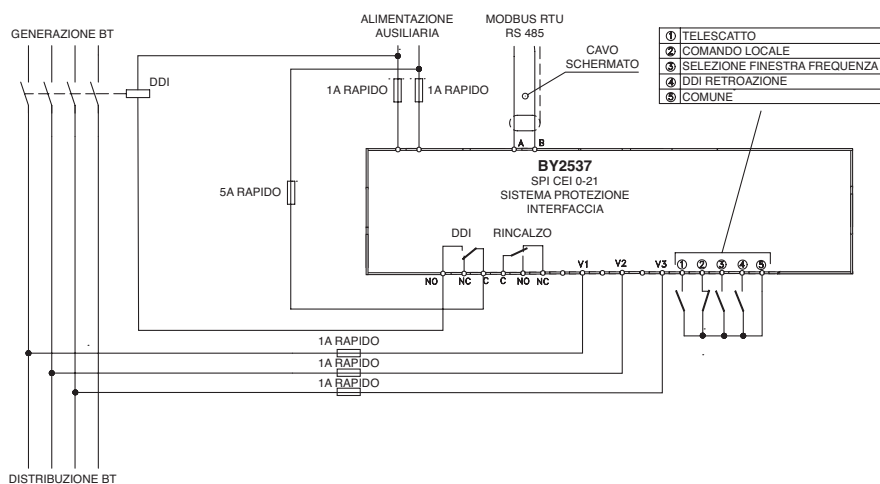 GENERAZIONE BT
ALIMENTAZIONE
AUSILIARIA
MODBUS RTU
RS 485
CAVO
SCHERMATO
① TELESCATTO
② COMANDO LOCALE
③ SELEZIONE FINESTRA FREQUENZA
④ DDI RETROAZIONE
⑤ COMUNE
DDI
1A RAPIDO
1A RAPIDO
A
B
BY2537
SPI CEI 0-21
SISTEMA PROTEZIONE
INTERFACCIA
5A RAPIDO
DDI
RINCALZO
NO
NC
C
C
NO
NC
V1
V2
V3
①
②
③
④
⑤
1A RAPIDO
1A RAPIDO
1A RAPIDO
DISTRIBUZIONE BT